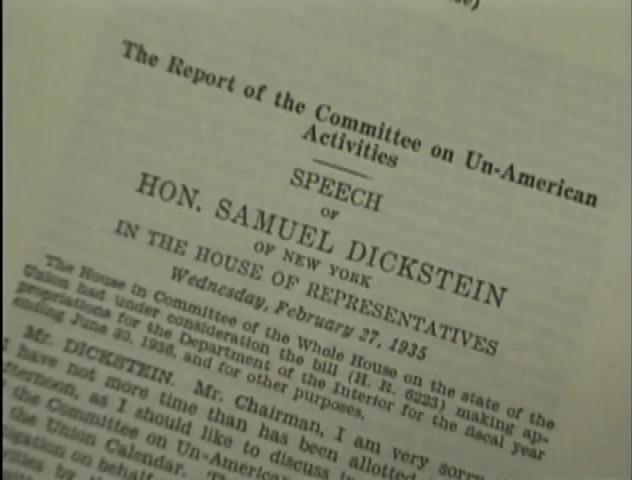 The Report of the Committee on Un-American
Activities
SPEECH
OF
HON. SAMUEL DICKSTEIN
OF NEW YORK
IN THE HOUSE OF REPRESENTATIVES
Wednesday, February 27, 1935
The House in Committee of the Whole House on the state of the
Union had under consideration the bill (H. R. 6223) making ap-
propriations for the Department of the Interior for the fiscal year
ending June 30, 1936, and for other purposes.
Mr. DICKSTEIN. Mr. Chairman, I am very sorry
have not more time than has been allotted
as I should like to discuss
the Committee on Un-American
the Union Calendar.
on behalf
by